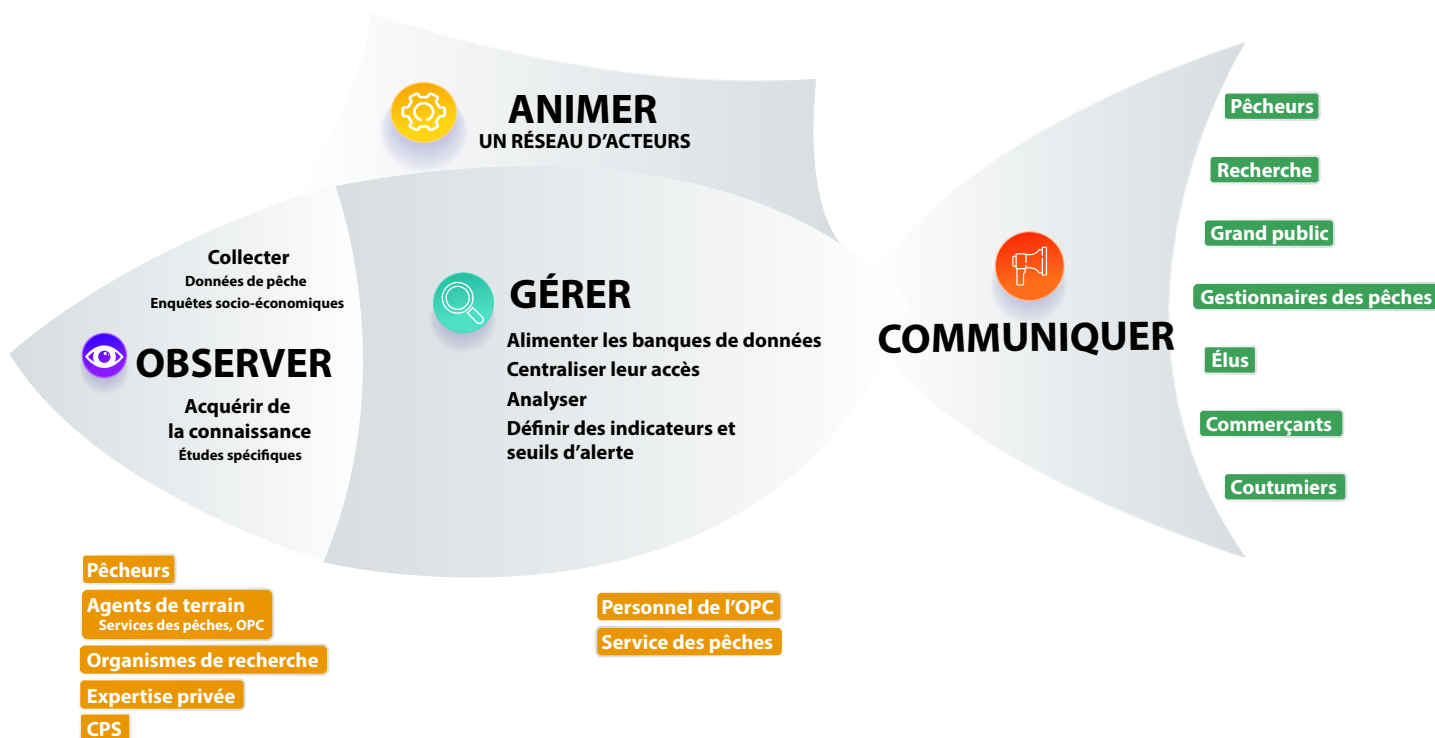 ANIMER
UN RÉSEAU D’ACTEURS
Collecter
Données de pêche
Enquêtes socio-économiques
OBSERVER
Acquérir de
la connaissance
Études spécifiques
GÉRER
Alimenter les banques de données
Centraliser leur accès
Analyser
Définir des indicateurs et
seuils d’alerte
COMMUNIQUER
Pêcheurs
Recherche
Grand public
Gestionnaires des pêches
Élus
Commerçants
Coutumiers
Pêcheurs
Agents de terrain
Services des pêches, OPC
Organismes de recherche
Expertise privée
CPS
Personnel de l’OPC
Service des pêches